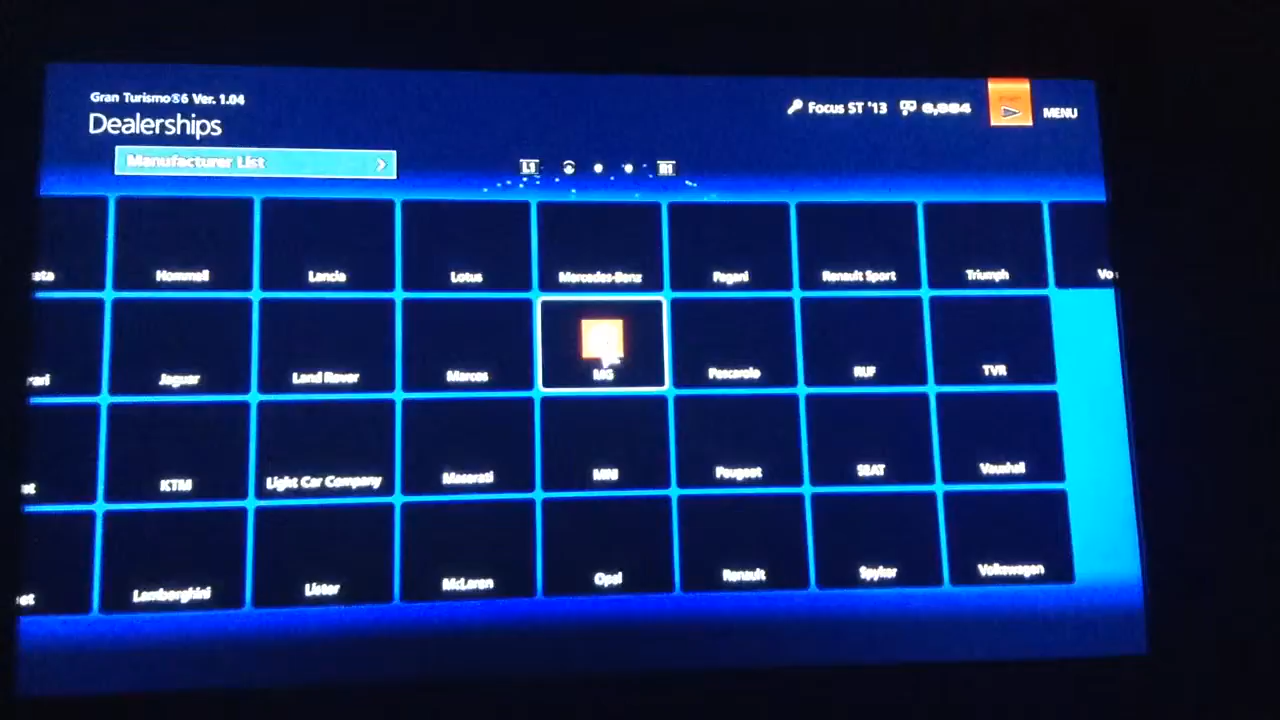 Gran Turismo®6 Ver. 1.04
Dealerships
Focus ST '13
MENU
Manufacturer List
L1
R1
Hommell
Lancia
Lotus
Mercedes-Benz
Pagani
Renault Sport
Triumph
Jaguar
Land Rover
Marcos
MG
Pescarolo
RUF
TVR
KTM
Light Car Company
Maserati
MINI
Peugeot
SEAT
Vauxhall
Lamborghini
Lister
McLaren
Opel
Renault
Spyker
Volkswagen